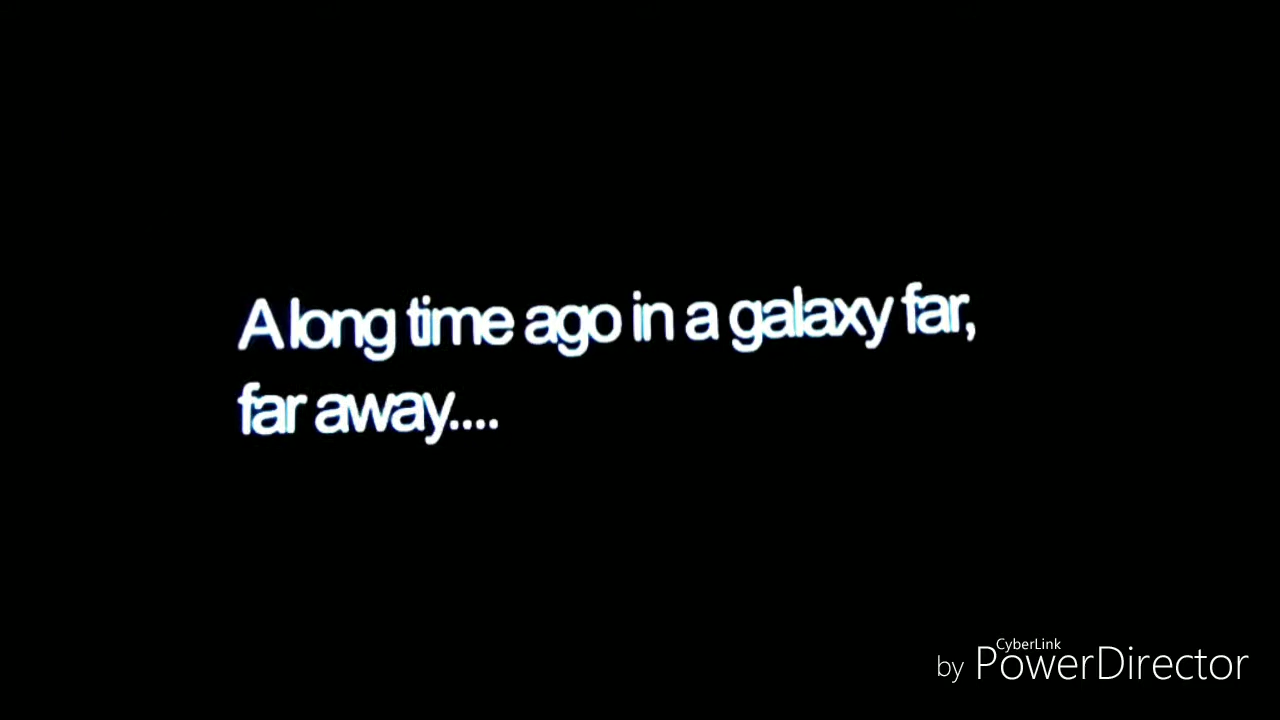 A long time ago in a galaxy far,
far away....
CyberLink
by PowerDirector